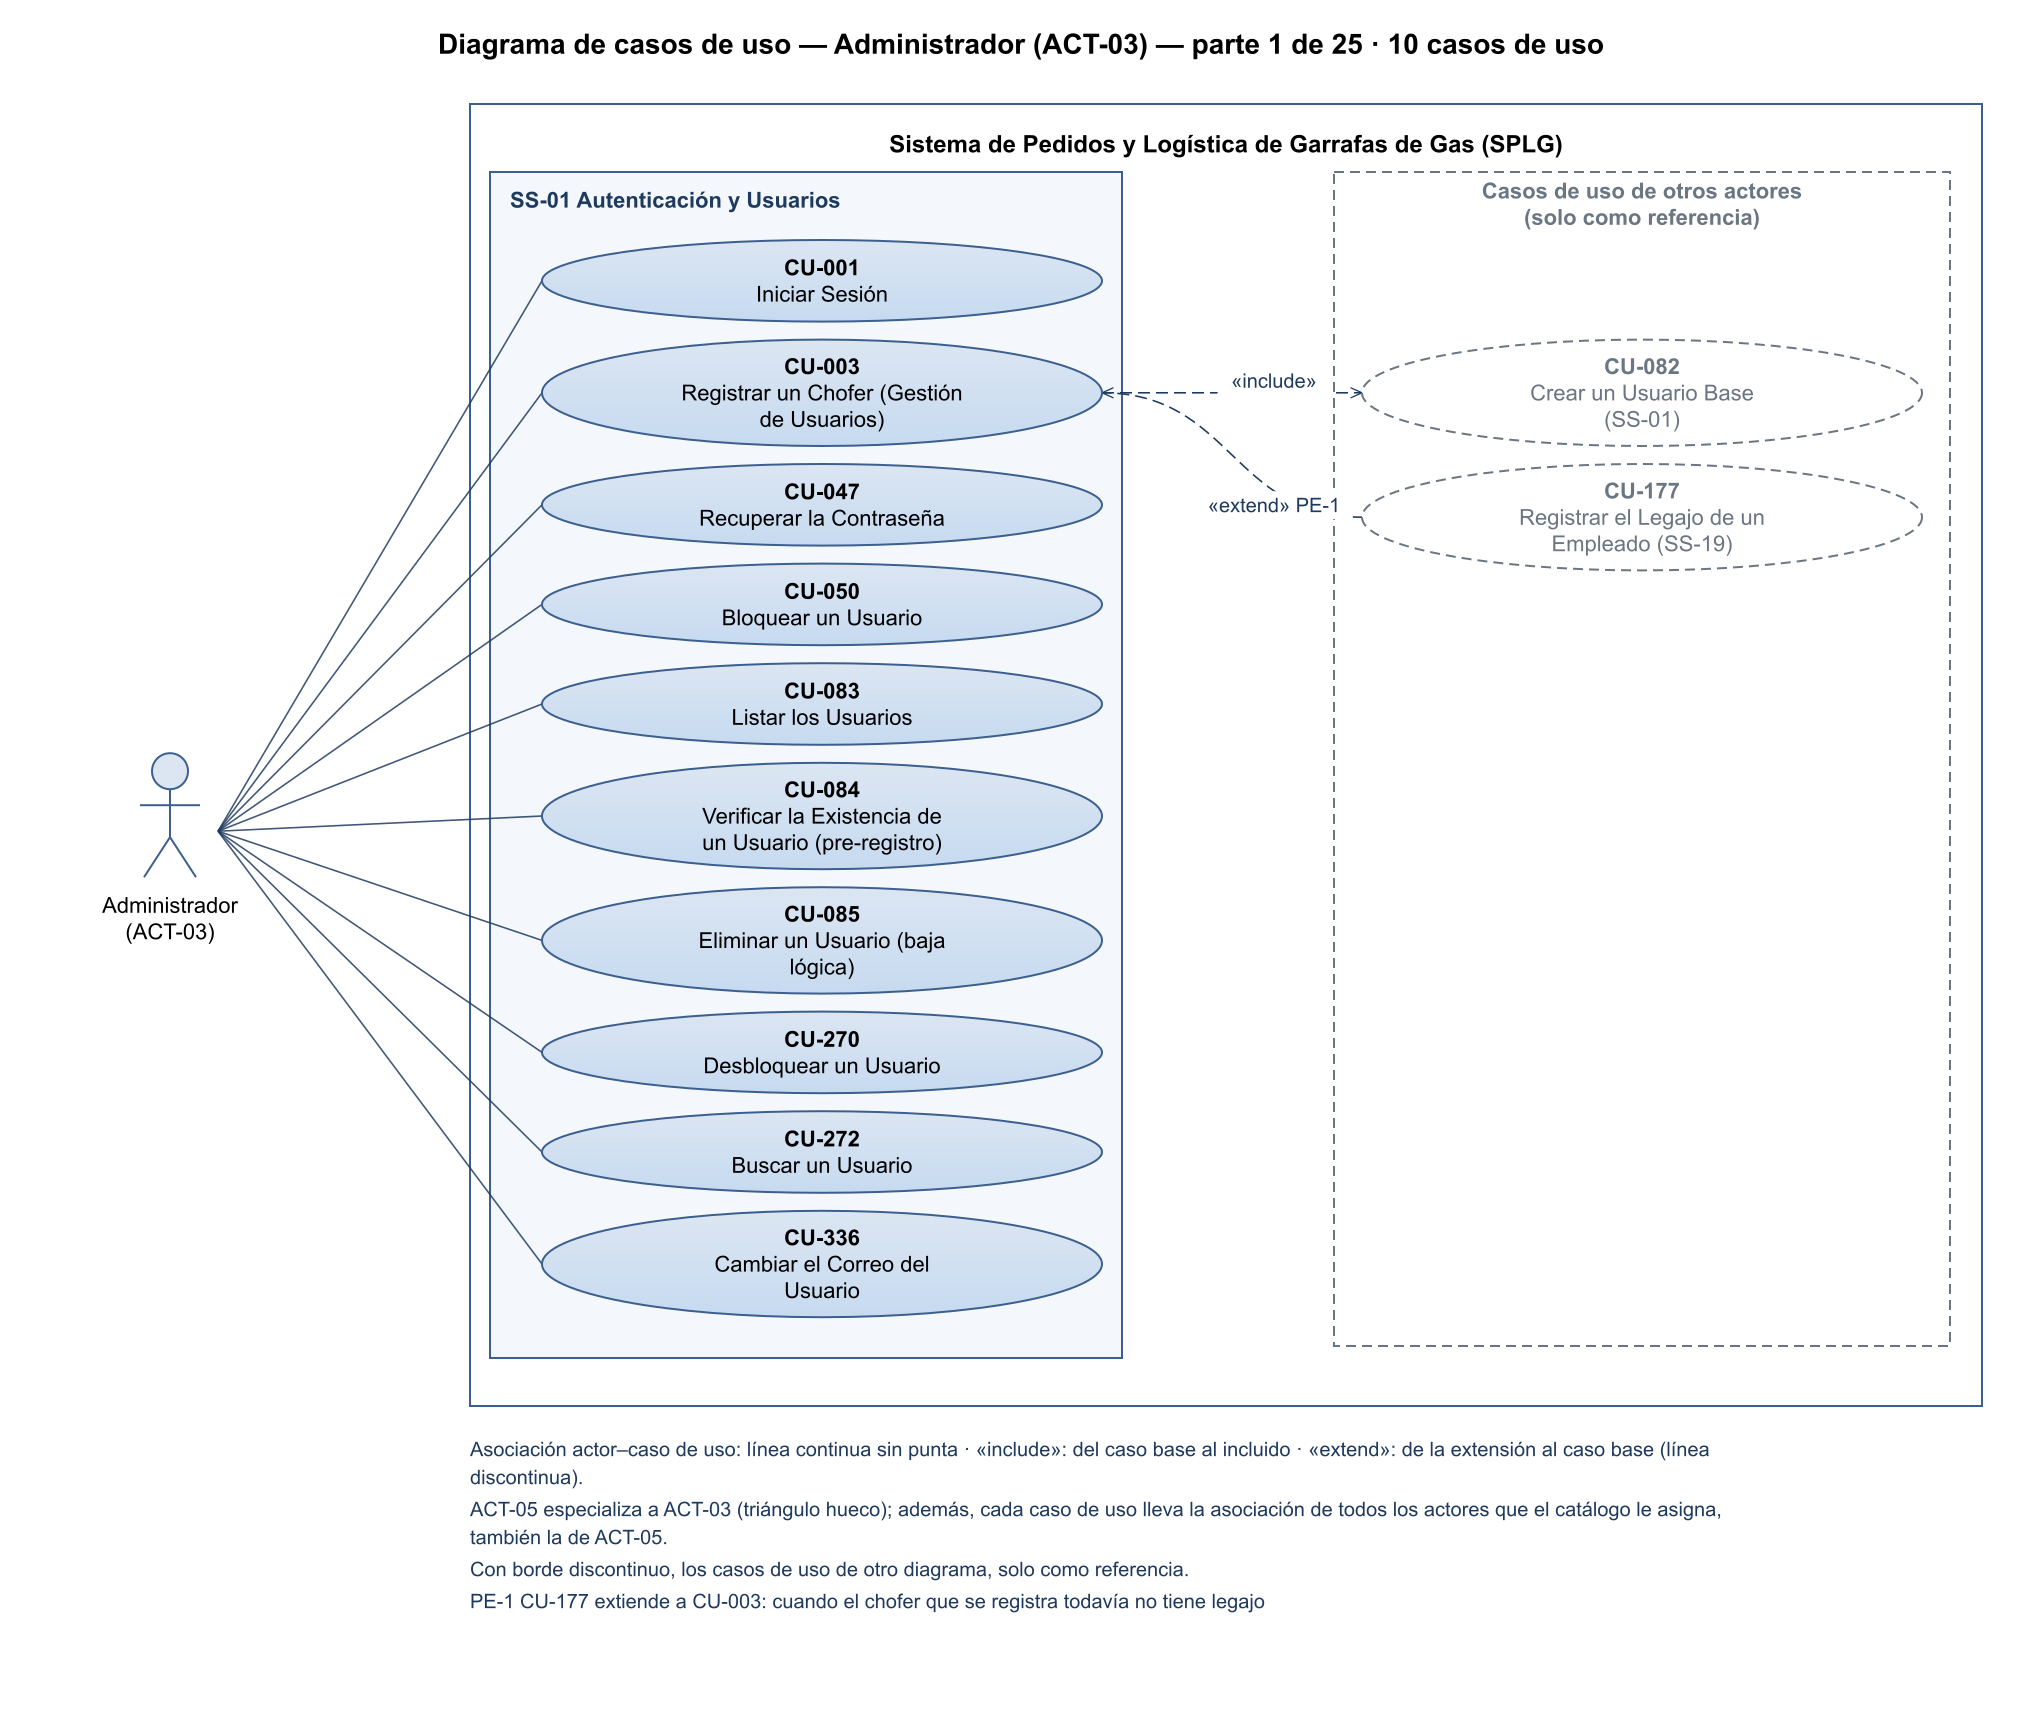 Diagrama de casos de uso — Administrador (ACT-03) — parte 1 de 25 · 10 casos de uso
Sistema de Pedidos y Logística de Garrafas de Gas (SPLG)
SS-01 Autenticación y Usuarios
CU-001
Iniciar Sesión
CU-003
Registrar un Chofer (Gestión
de Usuarios)
CU-047
Recuperar la Contraseña
CU-050
Bloquear un Usuario
CU-083
Listar los Usuarios
CU-084
Verificar la Existencia de
un Usuario (pre-registro)
CU-085
Eliminar un Usuario (baja
lógica)
CU-270
Desbloquear un Usuario
CU-272
Buscar un Usuario
CU-336
Cambiar el Correo del
Usuario
Administrador
(ACT-03)
«include»
«extend» PE-1
Casos de uso de otros actores
(solo como referencia)
CU-082
Crear un Usuario Base
(SS-01)
CU-177
Registrar el Legajo de un
Empleado (SS-19)
Asociación actor–caso de uso: línea continua sin punta · «include»: del caso base al incluido · «extend»: de la extensión al caso base (línea
discontinua).
ACT-05 especializa a ACT-03 (triángulo hueco); además, cada caso de uso lleva la asociación de todos los actores que el catálogo le asigna,
también la de ACT-05.
Con borde discontinuo, los casos de uso de otro diagrama, solo como referencia.
PE-1 CU-177 extiende a CU-003: cuando el chofer que se registra todavía no tiene legajo